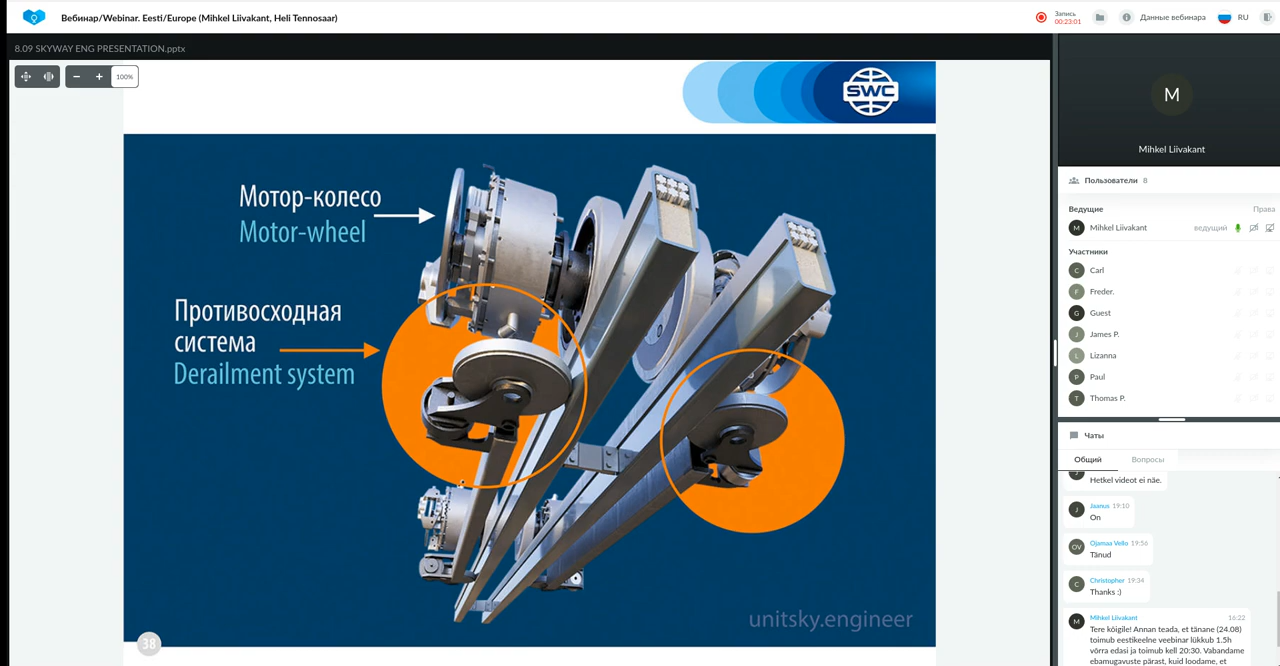 Вебинар/Webinar. Eesti/Europe (Mihkel Liivakant, Heli Tennosaar)
Запись
00:23:01
Данные вебинара
RU
8.09 SKYWAY ENG PRESENTATION.pptx
100%
SWC
Мотор-колесо
Motor-wheel
Противосходная
система
Derailment system
unitsky.engineer
38
M
Mihkel Liivakant
Пользователи 8
Ведущие
Права
M Mihkel Liivakant ведущий
Участники
C Carl
F Freder.
G Guest
J James P.
L Lizanna
P Paul
T Thomas P.
Чаты
Общий
Вопросы
Hetkel videot ei näe.
J Jaanus 19:10
On
OV Ojamaa Vello 19:56
Tänud
C Christopher 19:34
Thanks :)
M Mihkel Liivakant 16:22
Tere kõigile! Annan teada, et tänane (24.08)
toimub eestikeelne veebinar lükkub 1.5h
võrra edasi ja toimub kell 20:30. Vabandame
ebamugavuste pärast, kuid loodame, et